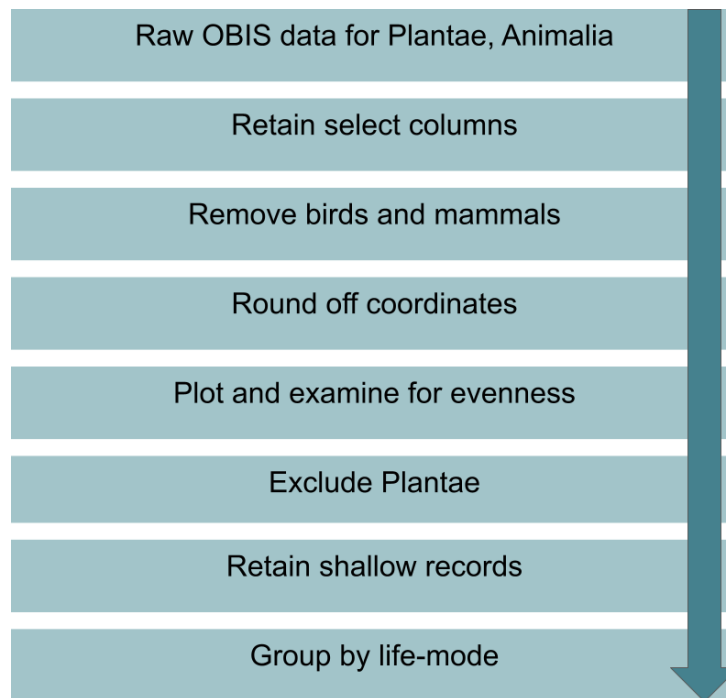 Raw OBIS data for Plantae, Animalia
Retain select columns
Remove birds and mammals
Round off coordinates
Plot and examine for evenness
Exclude Plantae
Retain shallow records
Group by life-mode